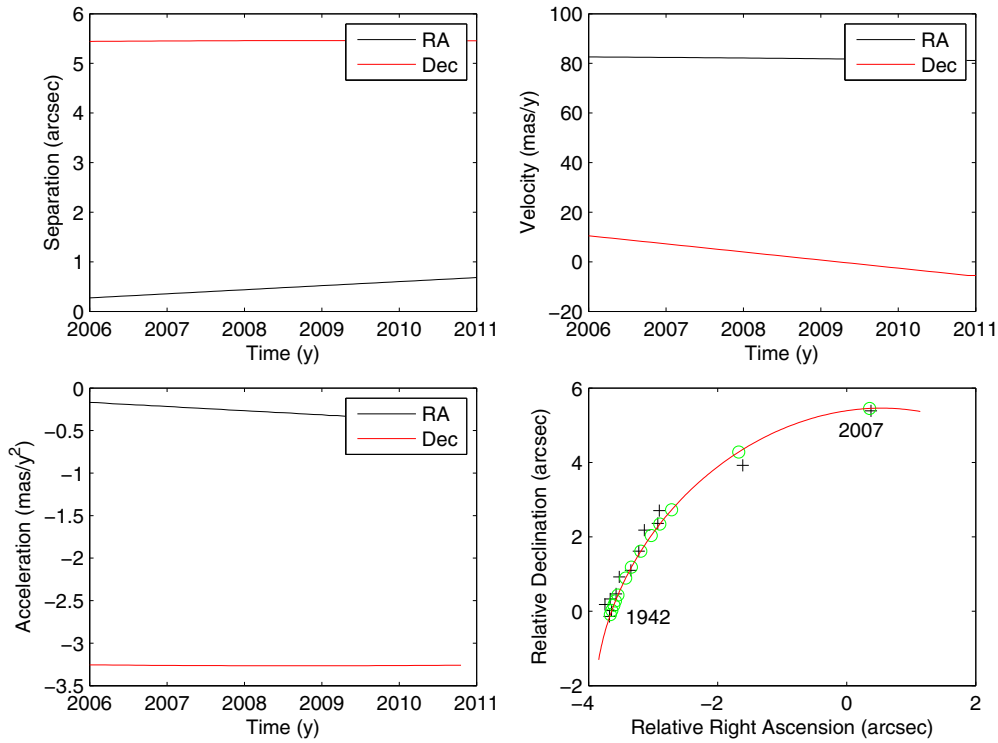 6
5
4
3
2
1
0
Separation (arcsec)
RA
Dec
2006 2007 2008 2009 2010 2011
Time (y)
100
80
60
40
20
0
−20
Velocity (mas/y)
RA
Dec
2006 2007 2008 2009 2010 2011
Time (y)
0
−0.5
−1
−1.5
−2
−2.5
−3
−3.5
Acceleration (mas/y²)
RA
Dec
2006 2007 2008 2009 2010 2011
Time (y)
6
4
2
0
−2
Relative Declination (arcsec)
2007
1942
−4 −2 0 2
Relative Right Ascension (arcsec)